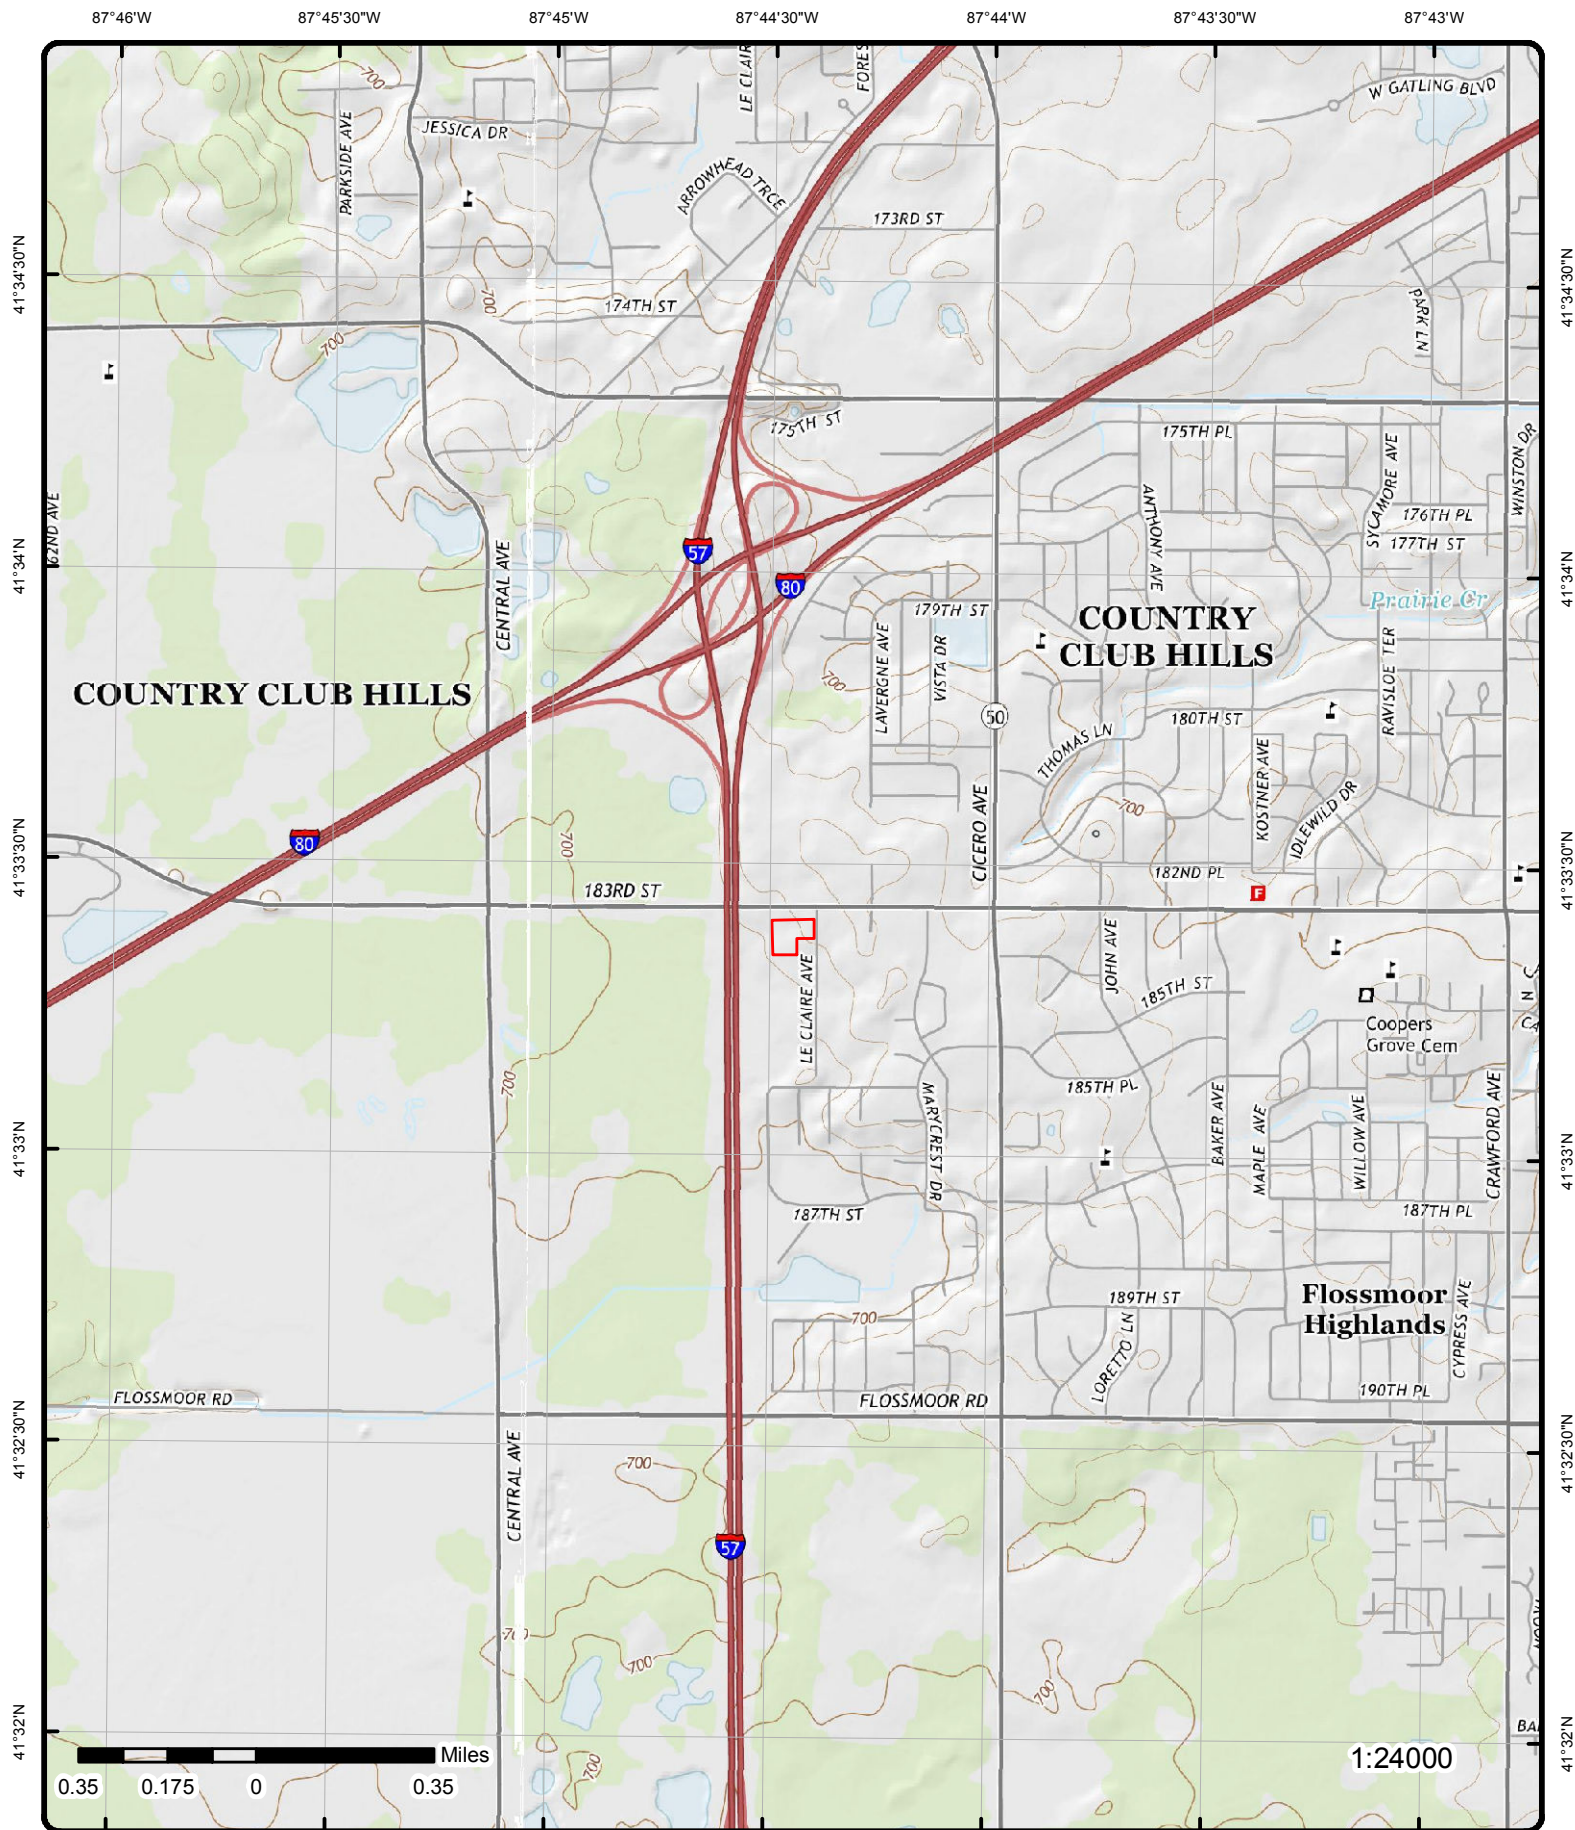 87°46'W
87°45'30"W
87°45'W
87°44'30"W
87°44'W
87°43'30"W
87°43'W
700
LE CLAIR
FORES
W GATLING BLVD
PARKSIDE AVE
JESSICA DR
ARROWHEAD TRCE
173RD ST
41°34'30"N
41°34'30"N
700
174TH ST
PARK LN
700
175TH ST
175TH PL
SYCAMORE AVE
WINSTON DR
62ND AVE
ANTHONY AVE
176TH PL
177TH ST
57
CENTRAL AVE
41°34'N
41°34'N
80
179TH ST
Prairie Cr
COUNTRY
CLUB HILLS
LAVERGNE AVE
VISTA DR
RAVISLOE TER
COUNTRY CLUB HILLS
700
50
180TH ST
THOMAS LN
KOSTNER AVE
700
IDLEWILD DR
80
700
CICERO AVE
41°33'30"N
41°33'30"N
182ND PL
183RD ST
F
JOHN AVE
LE CLAIRE AVE
185TH ST
Coopers
Grove Cem
N
CA
700
185TH PL
MARYCREST DR
BAKER AVE
MAPLE AVE
WILLOW AVE
CRAWFORD AVE
41°33'N
41°33'N
187TH ST
187TH PL
189TH ST
Flossmoor
Highlands
CYPRESS AVE
700
LORETTO LN
FLOSSMOOR RD
FLOSSMOOR RD
190TH PL
41°32'30"N
41°32'30"N
CENTRAL AVE
700
57
700
700
700
41°32'N
41°32'N
BA
Miles
0.35
0.175
0
0.35
700
1:24000